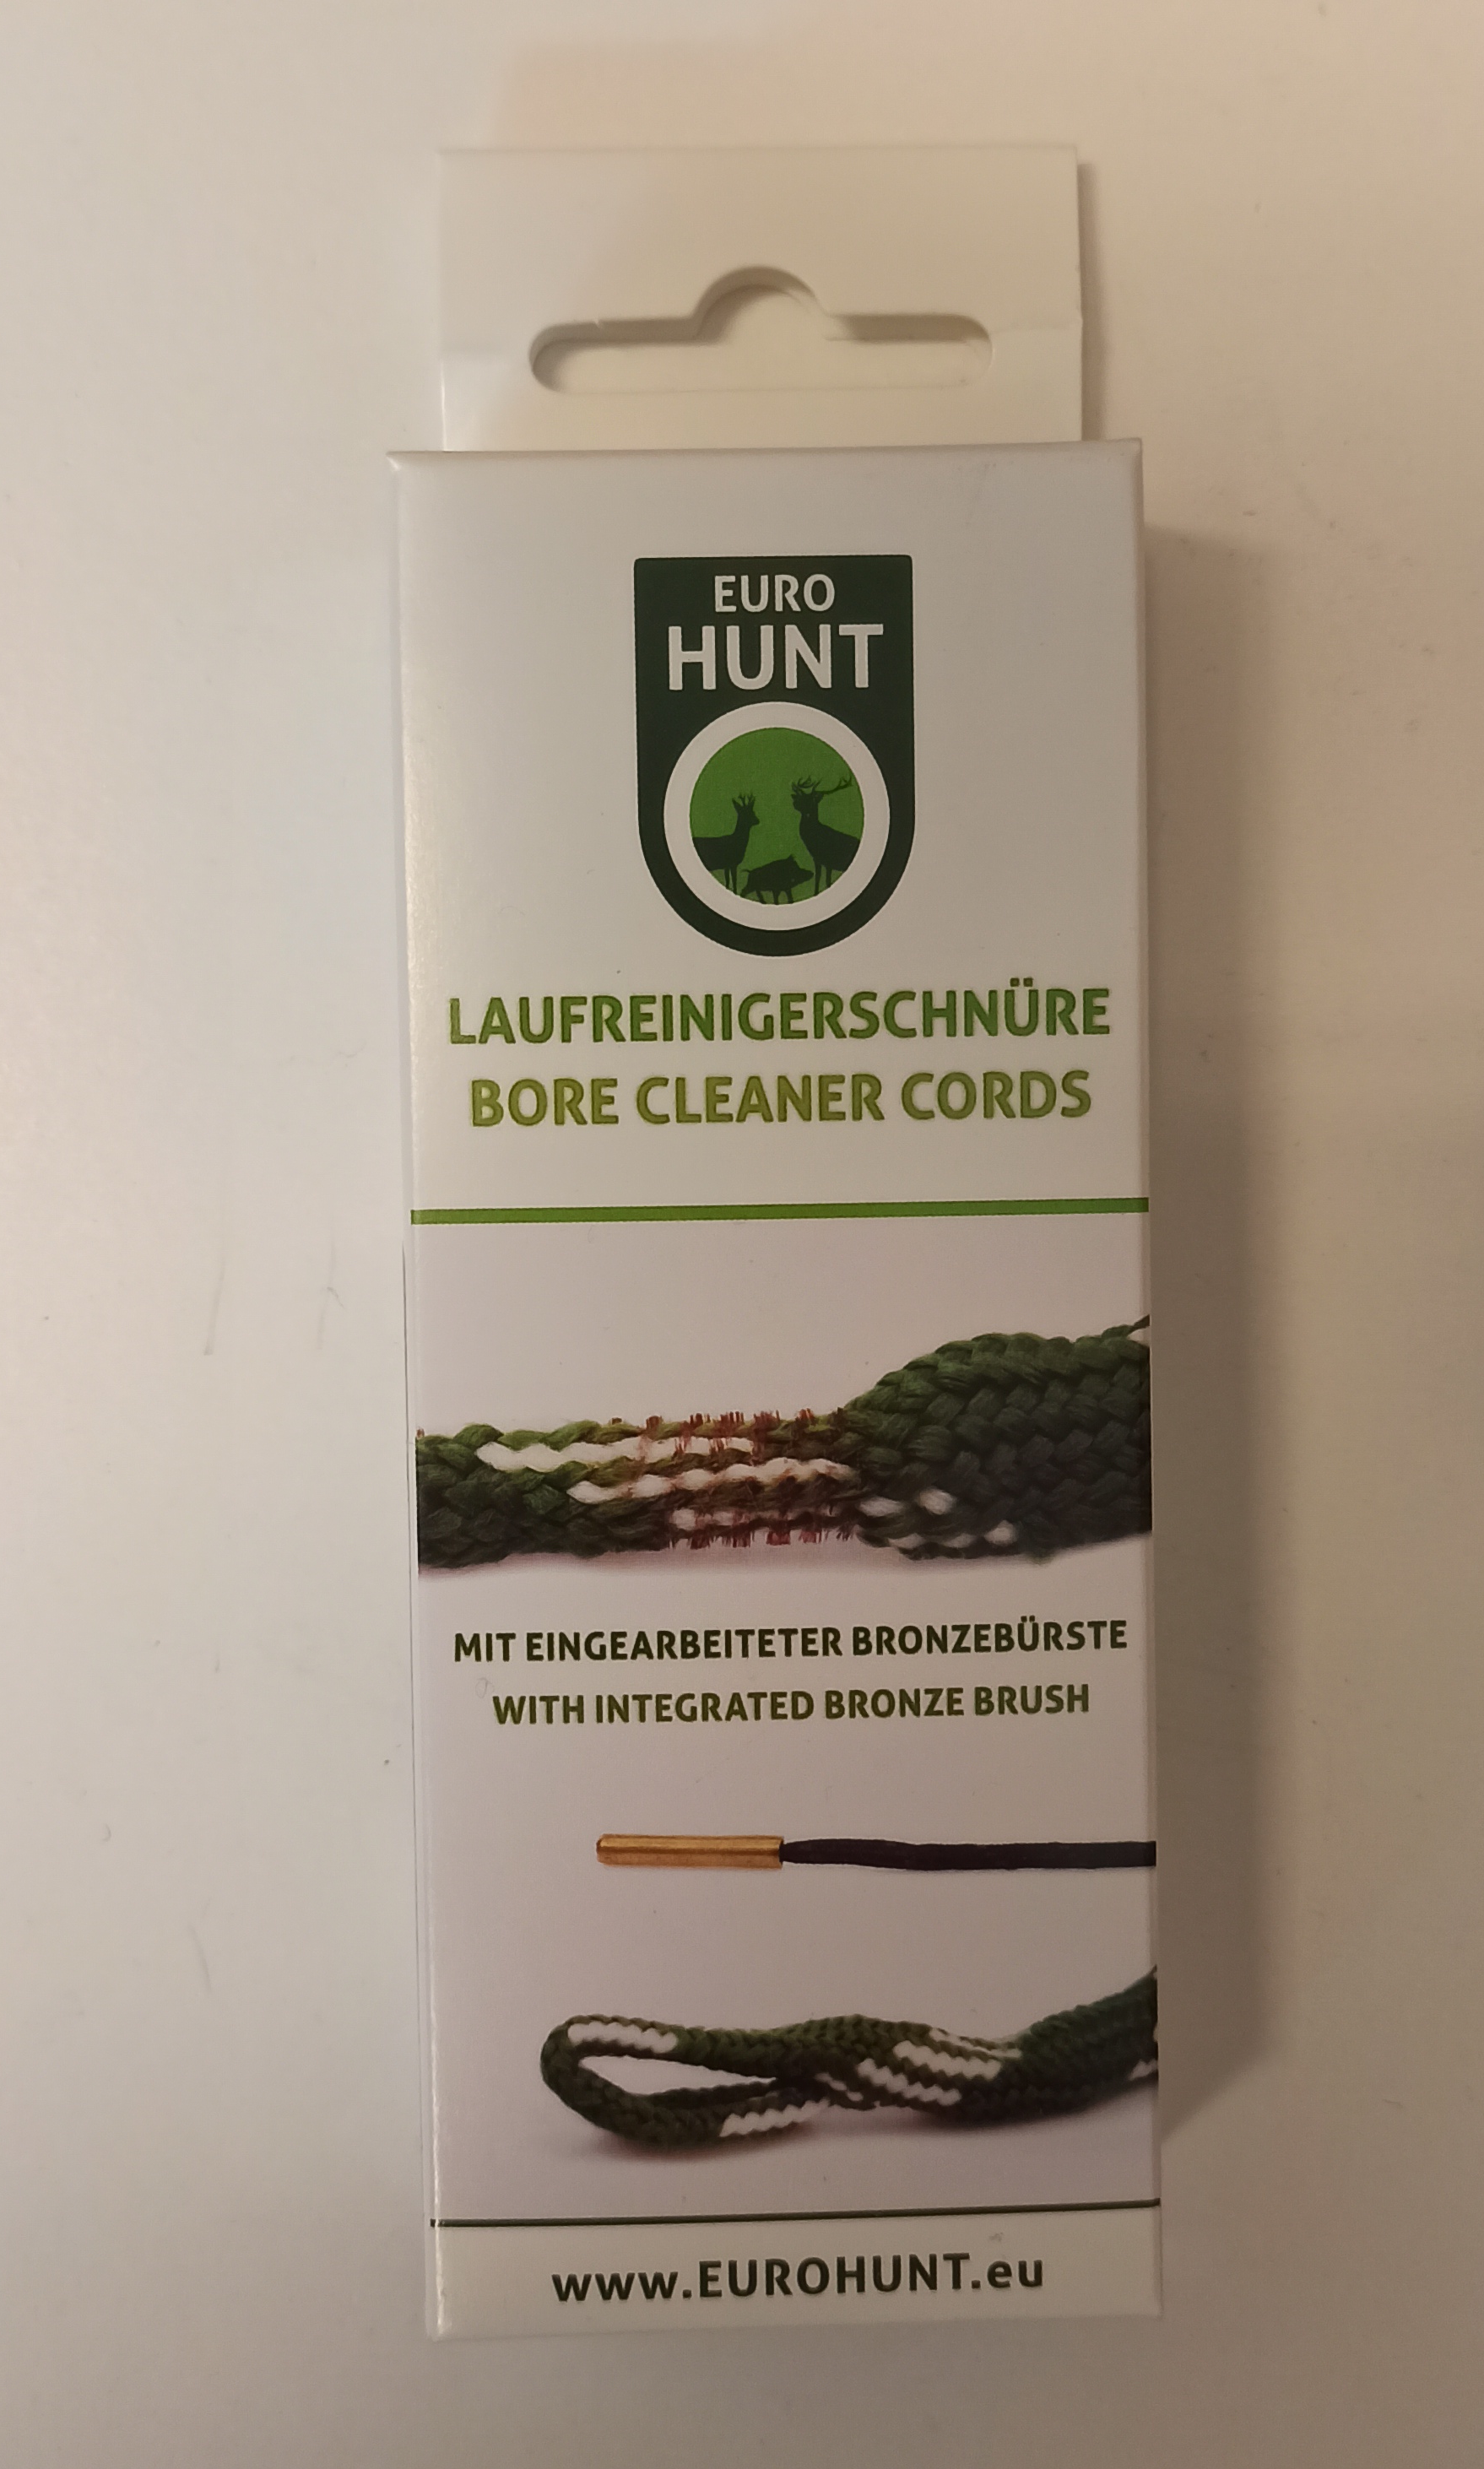 EURO
HUNT
LAUFREINIGERSCHNÜRE
BORE CLEANER CORDS
MIT EINGEARBEITETER BRONZEBÜRSTE
WITH INTEGRATED BRONZE BRUSH
www.EUROHUNT.eu